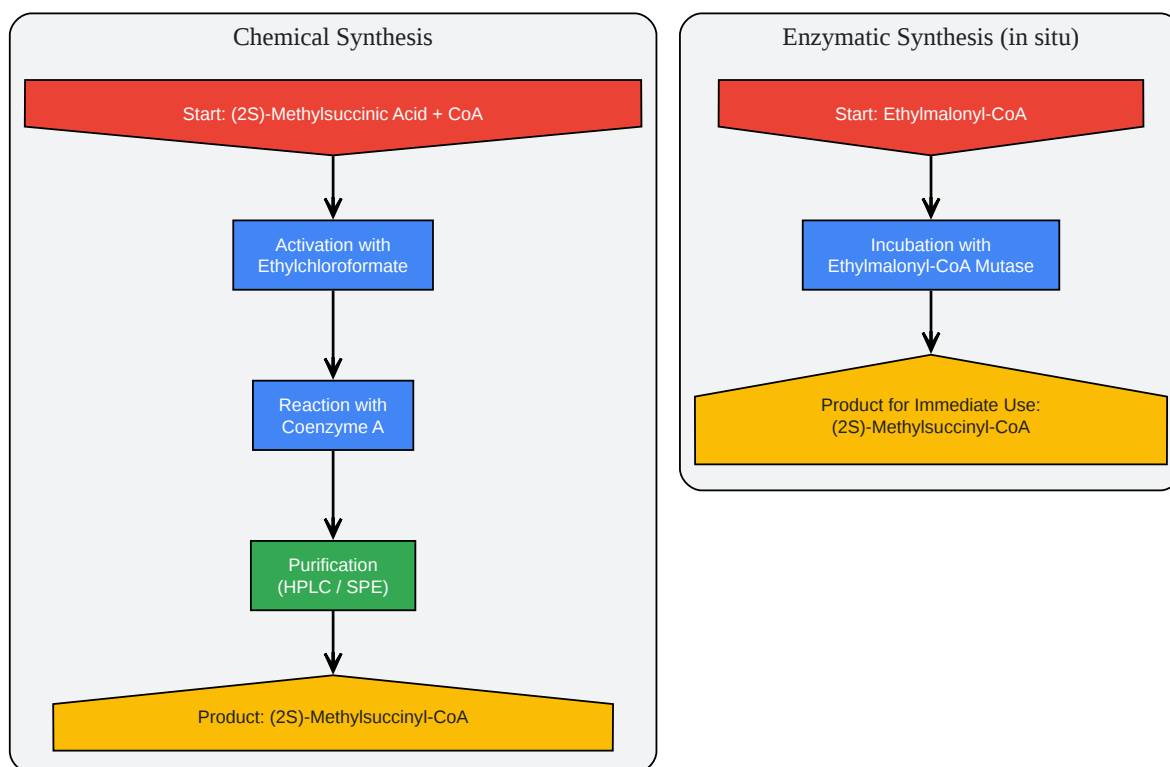 Chemical Synthesis
Start: (2S)-Methylsuccinic Acid + CoA
Activation with
Ethylchloroformate
Reaction with
Coenzyme A
Purification
(HPLC / SPE)
Product: (2S)-Methylsuccinyl-CoA
Enzymatic Synthesis (in situ)
Start: Ethylmalonyl-CoA
Incubation with
Ethylmalonyl-CoA Mutase
Product for Immediate Use:
(2S)-Methylsuccinyl-CoA